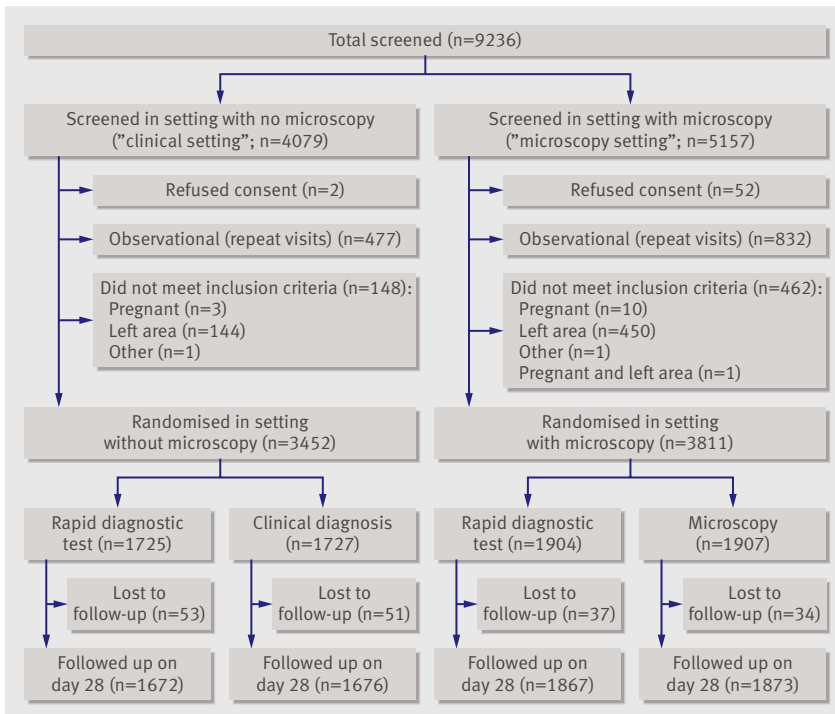 Total screened (n=9236)
Screened in setting with no microscopy
("clinical setting"; n=4079)
Screened in setting with microscopy
("microscopy setting"; n=5157)
Refused consent (n=2)
Refused consent (n=52)
Observational (repeat visits) (n=477)
Observational (repeat visits) (n=832)
Did not meet inclusion criteria (n=148):
Pregnant (n=3)
Left area (n=144)
Other (n=1)
Did not meet inclusion criteria (n=462):
Pregnant (n=10)
Left area (n=450)
Other (n=1)
Pregnant and left area (n=1)
Randomised in setting
without microscopy (n=3452)
Randomised in setting
with microscopy (n=3811)
Rapid diagnostic
test (n=1725)
Clinical diagnosis
(n=1727)
Rapid diagnostic
test (n=1904)
Microscopy
(n=1907)
Lost to
follow-up (n=53)
Lost to
follow-up (n=51)
Lost to
follow-up (n=37)
Lost to
follow-up (n=34)
Followed up on
day 28 (n=1672)
Followed up on
day 28 (n=1676)
Followed up on
day 28 (n=1867)
Followed up on
day 28 (n=1873)